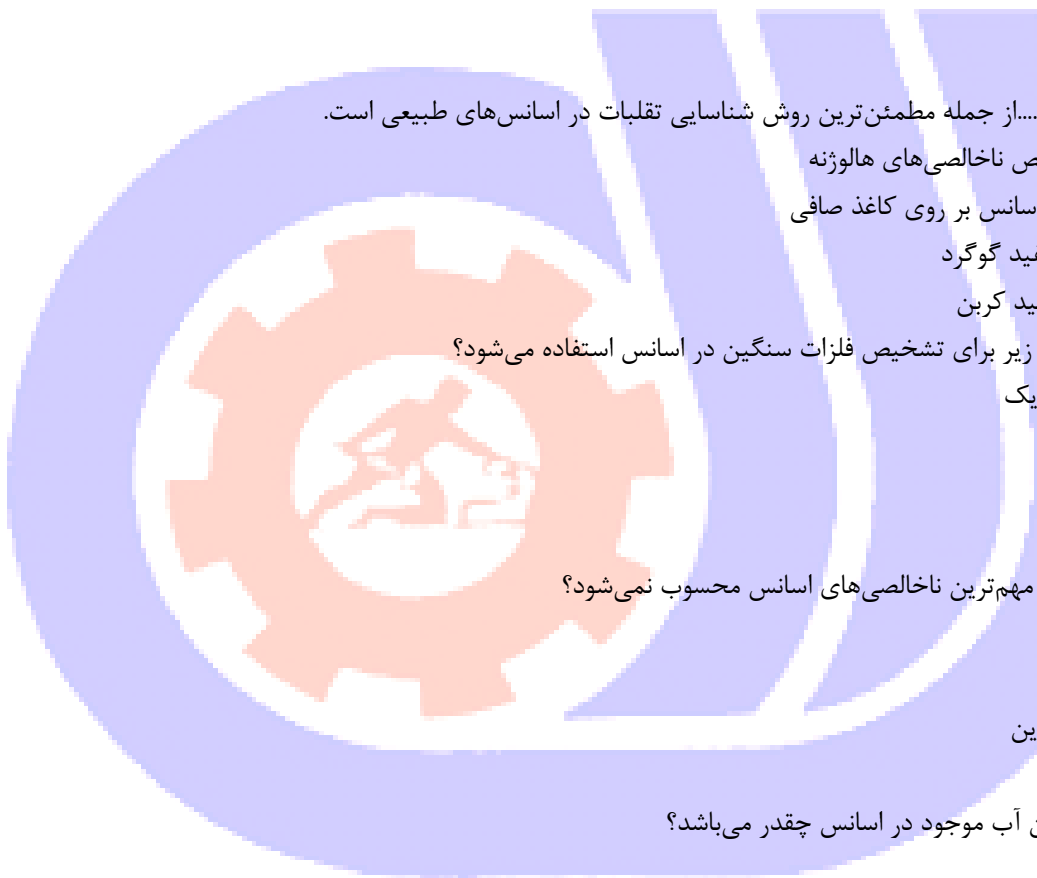 ....از جمله مطمئن‌ترین روش شناسایی تقلبات در اسانس‌های طبیعی است.
ص ناخالصی‌های هالوژنه
سانس بر روی کاغذ صافی
فید گوگرد
ید کربن
زیر برای تشخیص فلزات سنگین در اسانس استفاده می‌شود؟
یک
مهم‌ترین ناخالصی‌های اسانس محسوب نمی‌شود؟
ین
ن آب موجود در اسانس چقدر می‌باشد؟